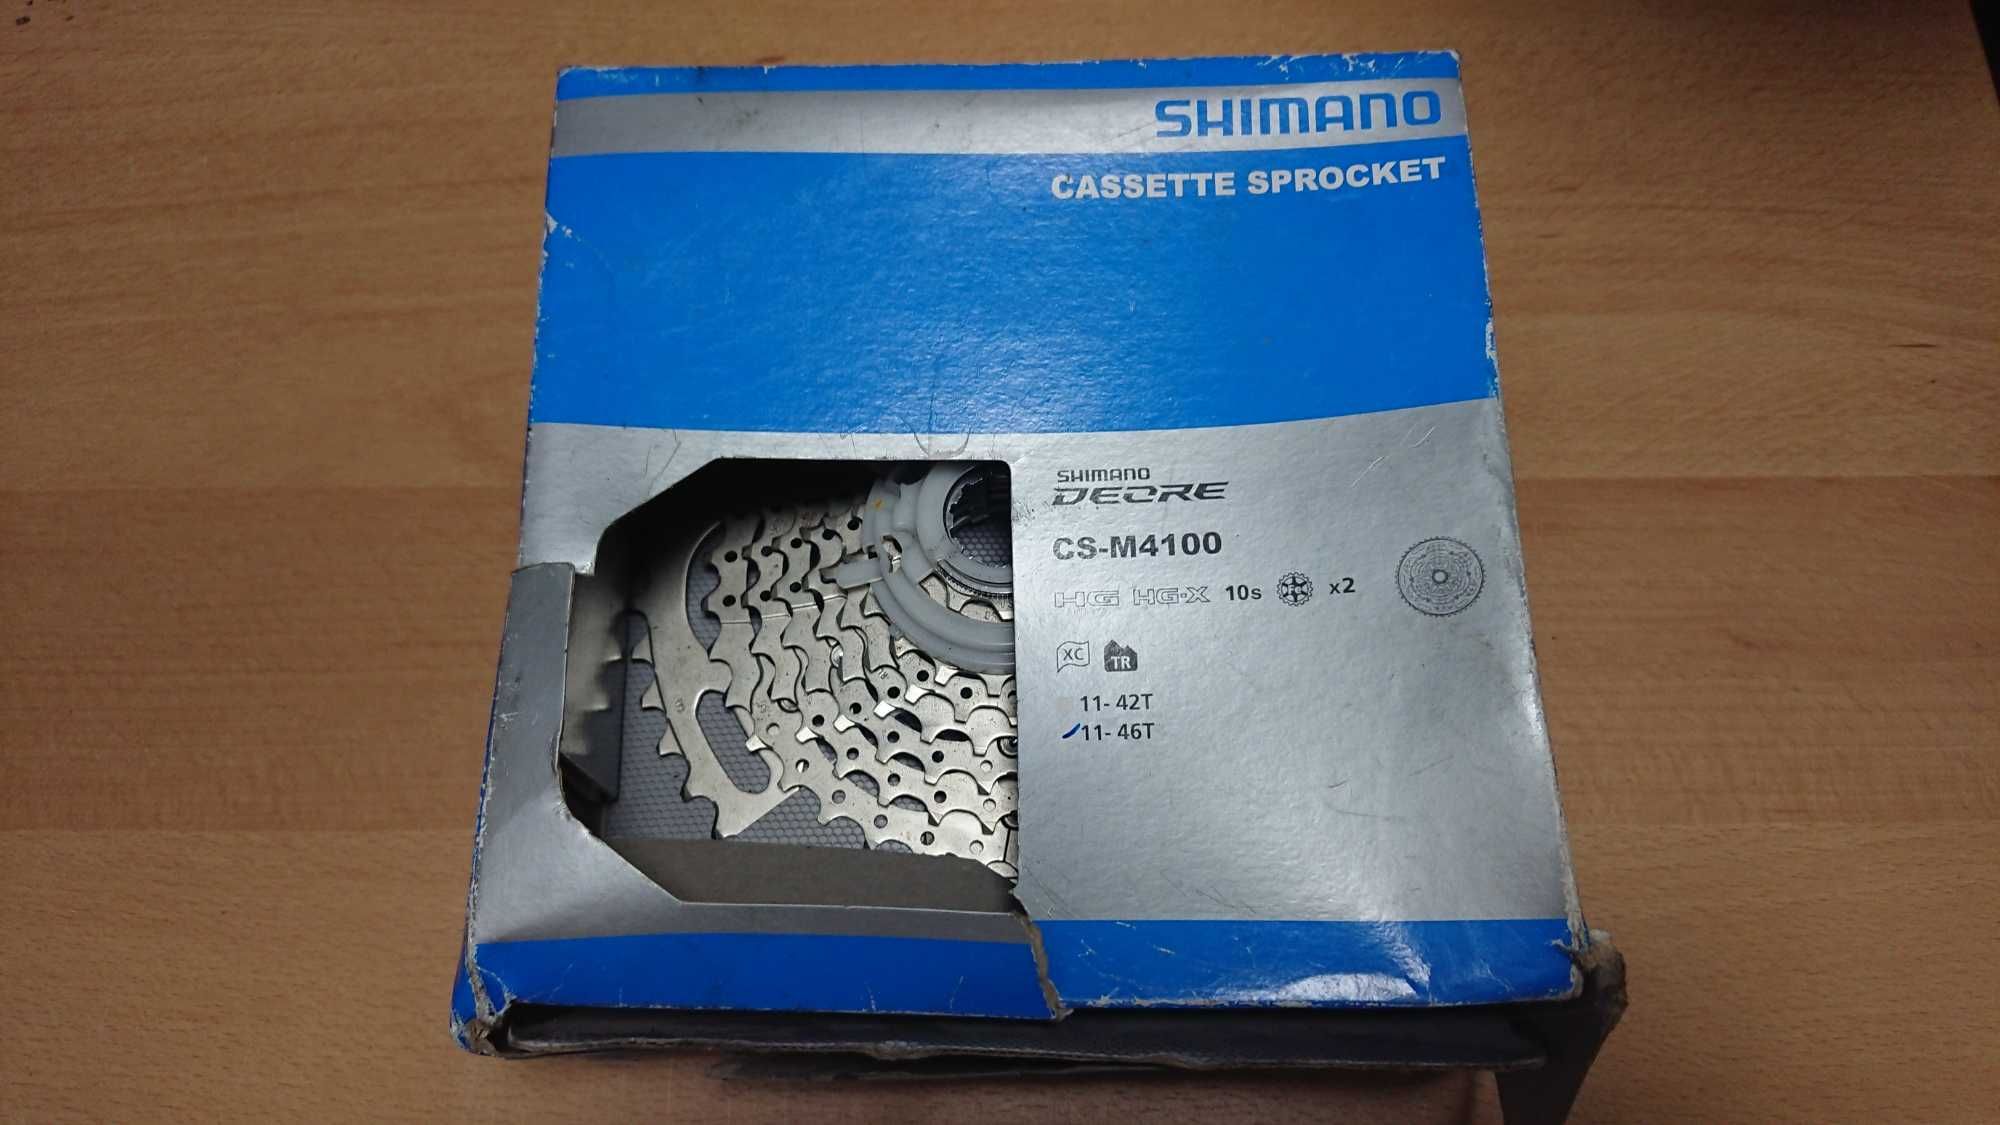 SHIMANO
CASSETTE SPROCKET
SHIMANO
DEORE
CS-M4100
HG HG-X 10s x2
XC TR
11- 42T
11- 46T